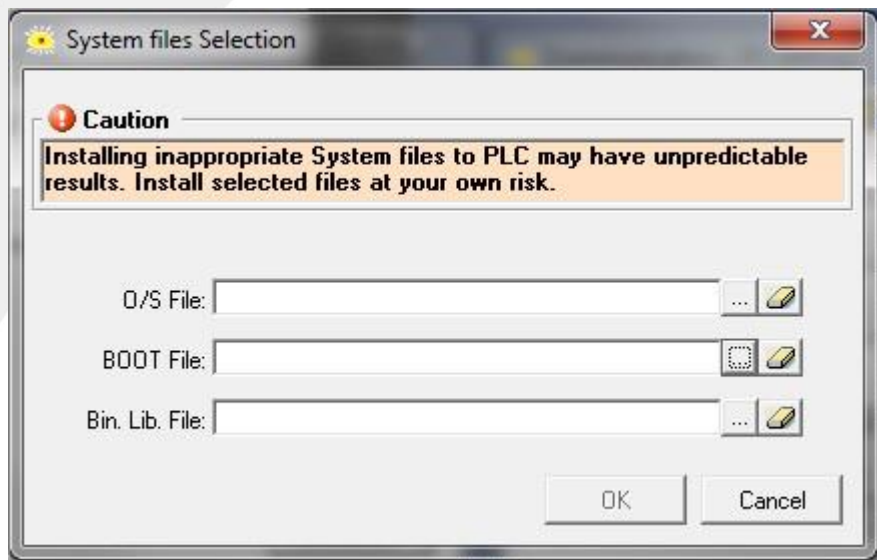 System files Selection
Caution
Installing inappropriate System files to PLC may have unpredictable
results. Install selected files at your own risk.
O/S File:
...
BOOT File:
...
Bin. Lib. File:
...
OK
Cancel